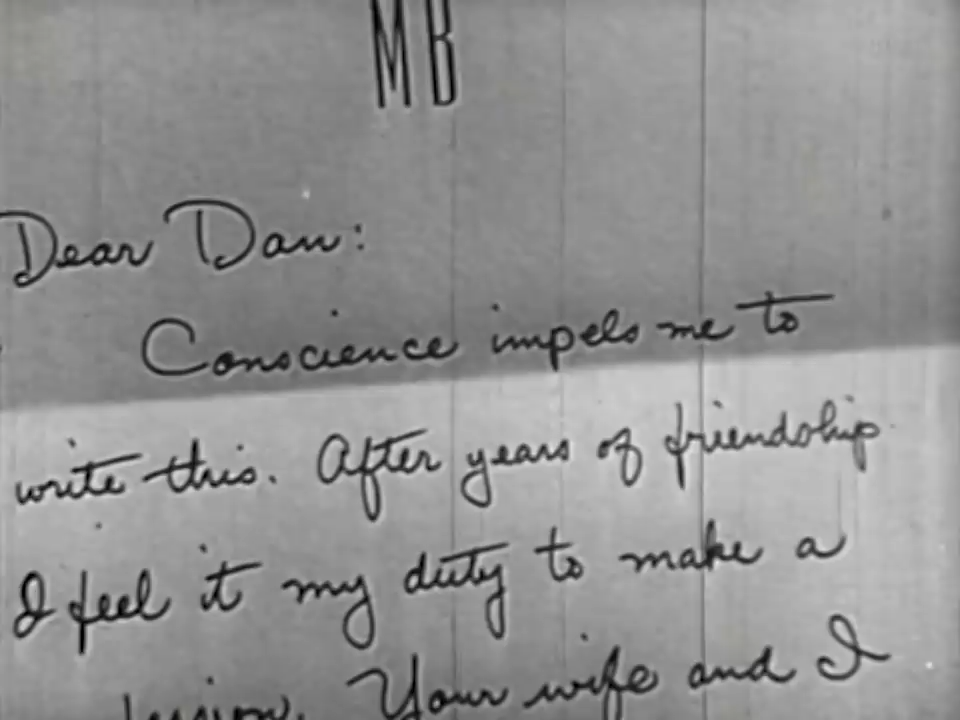 MB
Dear Dan:
Conscience impels me to
write this. After years of friendship
I feel it my duty to make a
Your wife and I